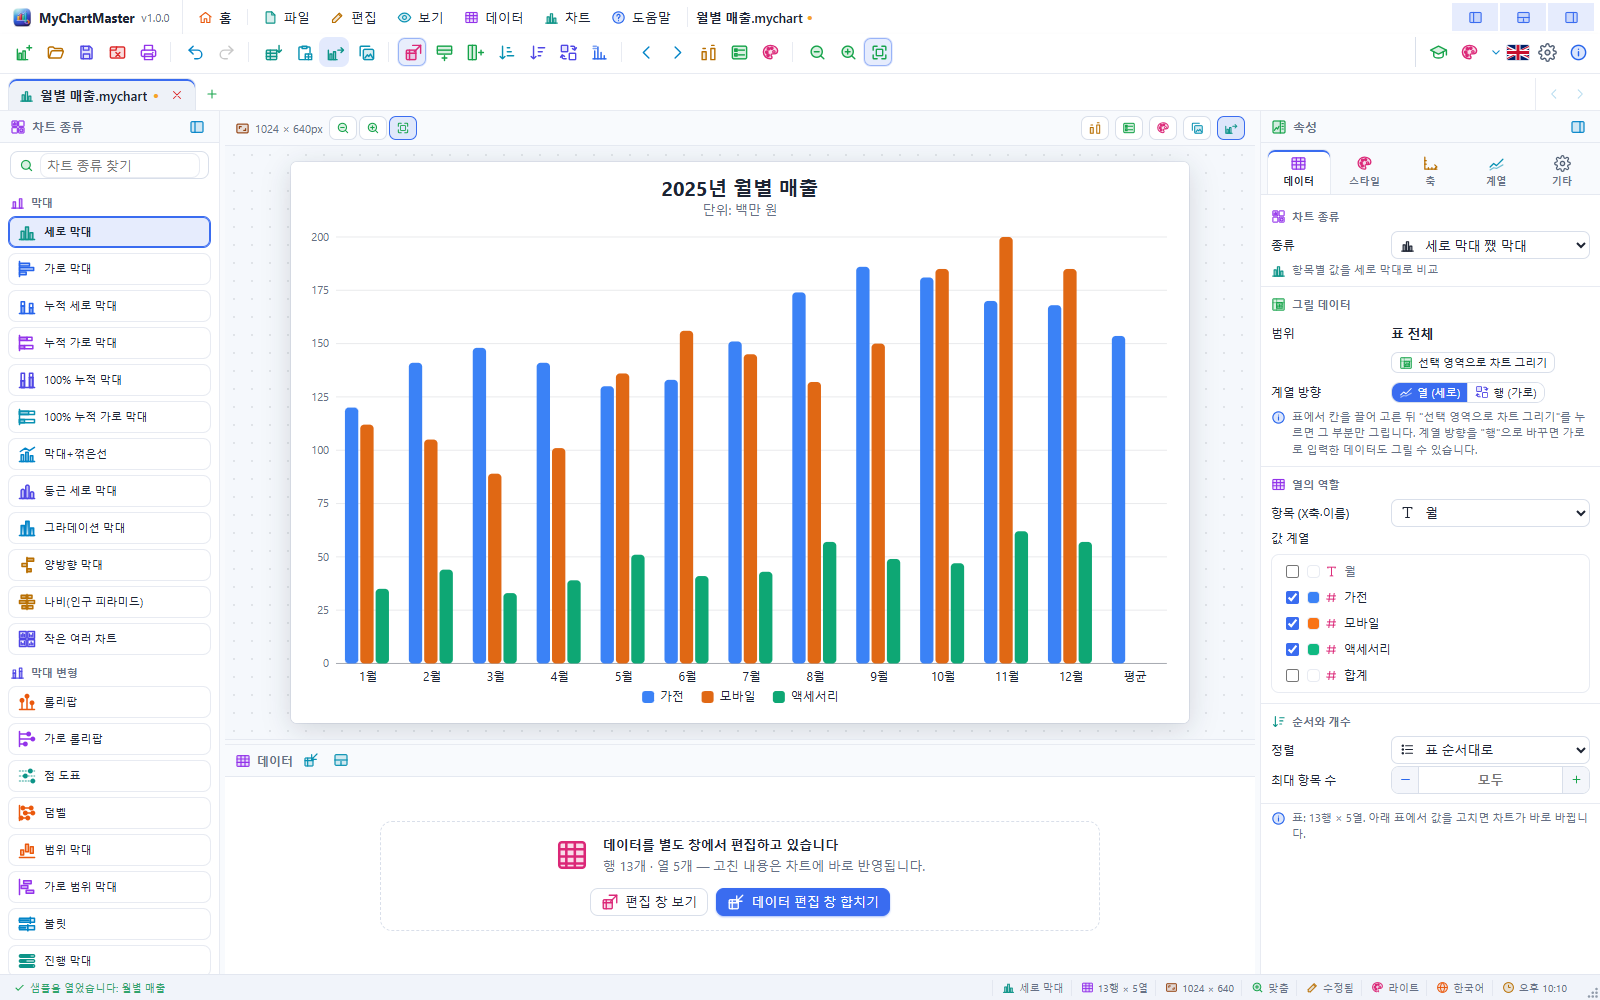 MyChartMaster v1.0.0 홈 파일 편집 보기 데이터 차트 도움말 월별 매출.mychart •
월별 매출.mychart •
차트 종류
차트 종류 찾기
막대
세로 막대
가로 막대
누적 세로 막대
누적 가로 막대
100% 누적 막대
100% 누적 가로 막대
막대+꺾은선
둥근 세로 막대
그라데이션 막대
양방향 막대
나비(인구 피라미드)
작은 여러 차트
막대 변형
롤리팝
가로 롤리팝
점 도표
덤벨
범위 막대
가로 범위 막대
불릿
진행 막대
1024 × 640px
2025년 월별 매출
단위: 백만 원
200
175
150
125
100
75
50
25
0
1월 2월 3월 4월 5월 6월 7월 8월 9월 10월 11월 12월 평균
가전 모바일 액세서리
데이터
데이터를 별도 창에서 편집하고 있습니다
행 13개 · 열 5개 — 고친 내용은 차트에 바로 반영됩니다.
편집 창 보기 데이터 편집 창 합치기
속성
데이터 스타일 축 계열 기타
차트 종류
종류 세로 막대 쨌 막대
항목별 값을 세로 막대로 비교
그릴 데이터
범위 표 전체
선택 영역으로 차트 그리기
계열 방향 열 (세로) 행 (가로)
표에서 칸을 끌어 고른 뒤 "선택 영역으로 차트 그리기"를 누
르면 그 부분만 그립니다. 계열 방향을 "행"으로 바꾸면 가로
로 입력한 데이터도 그릴 수 있습니다.
열의 역할
항목 (X축·이름) 월
값 계열
월
가전
모바일
액세서리
합계
순서와 개수
정렬 표 순서대로
최대 항목 수 − 모두 +
표: 13행 × 5열. 아래 표에서 값을 고치면 차트가 바로 바뀝니
다.
샘플을 열었습니다: 월별 매출
세로 막대 13행 × 5열 1024 × 640 맞춤 수정됨 라이트 한국어 오후 10:10